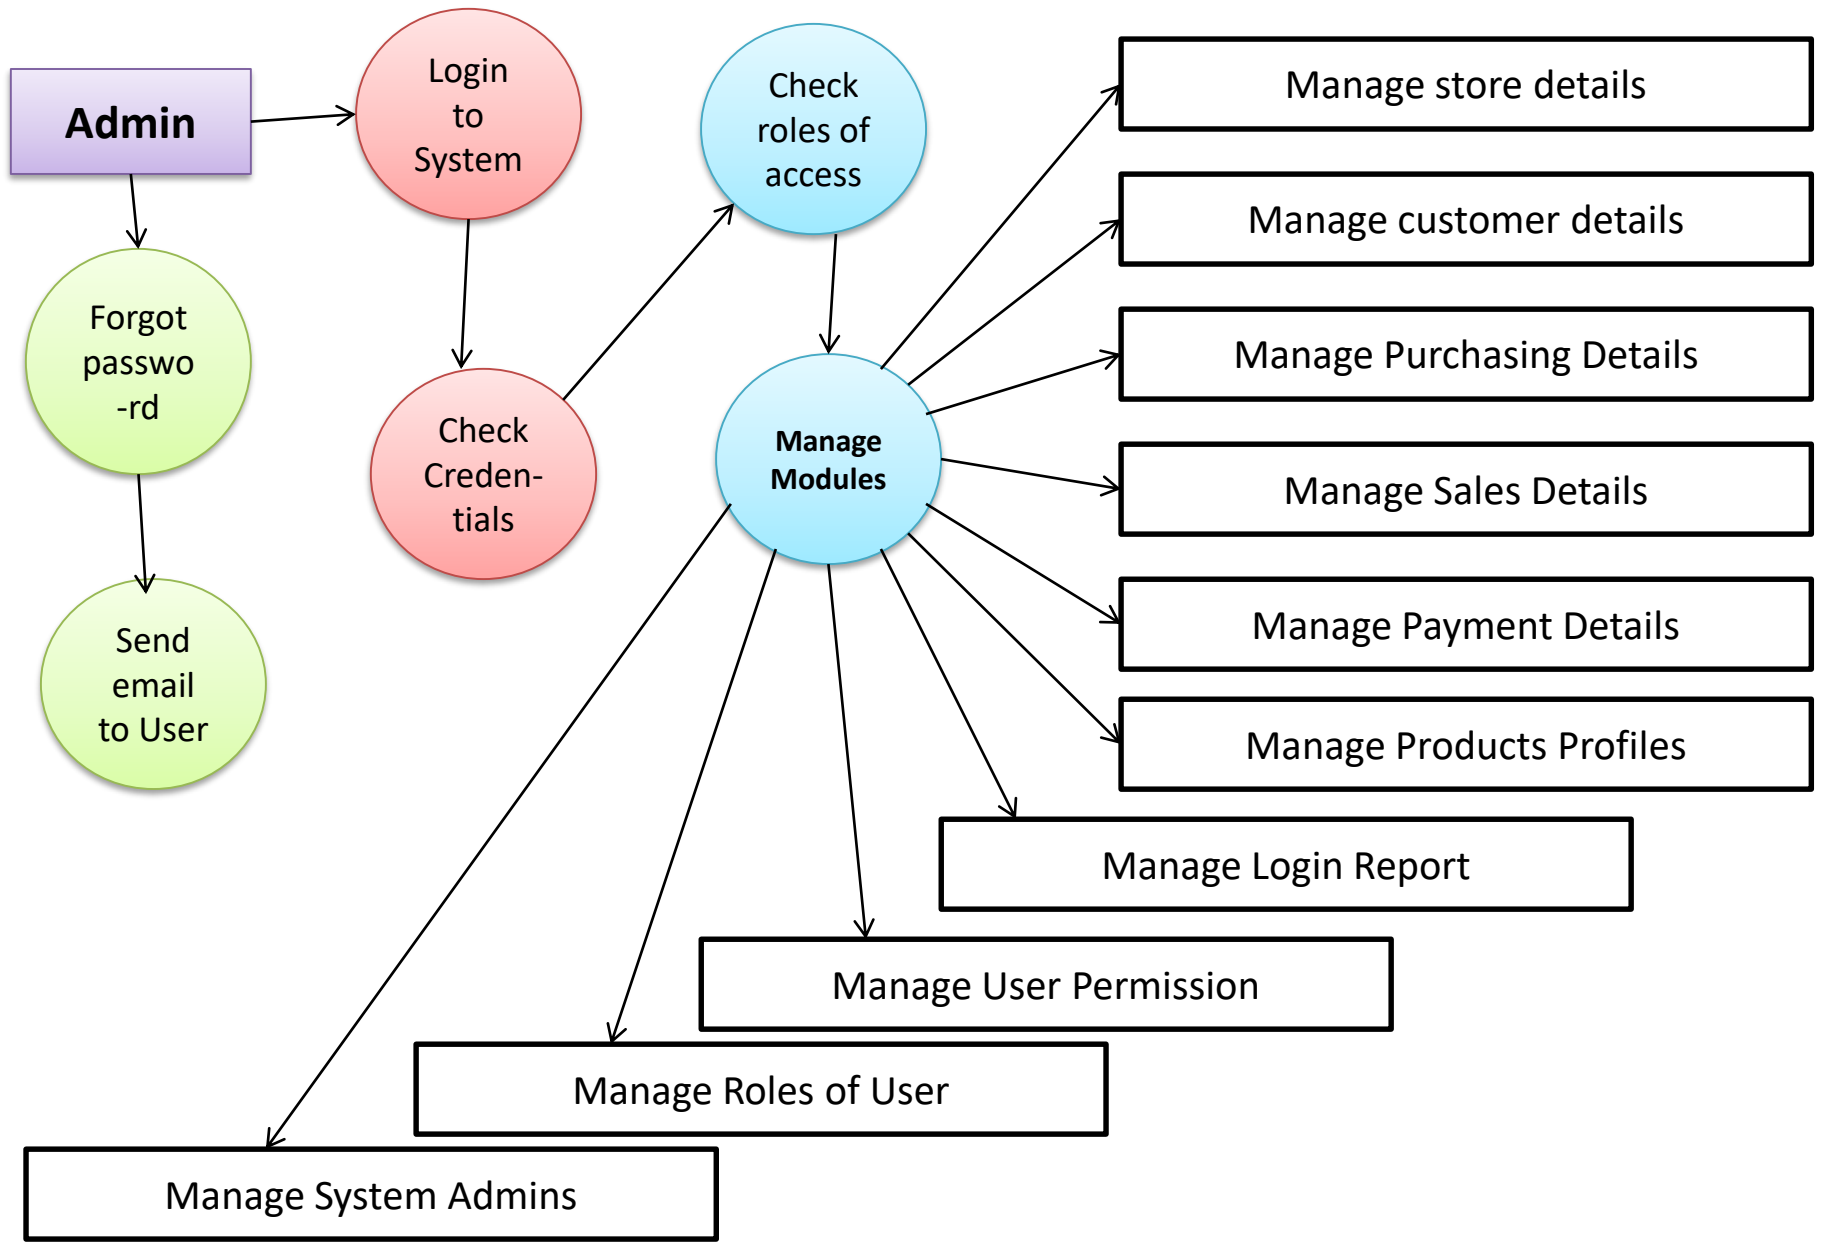 Admin
Login
to
System
Check
roles of
access
Forgot
passwo
-rd
Check
Creden-
tials
Send
email
to User
Manage
Modules
Manage store details
Manage customer details
Manage Purchasing Details
Manage Sales Details
Manage Payment Details
Manage Products Profiles
Manage Login Report
Manage User Permission
Manage Roles of User
Manage System Admins